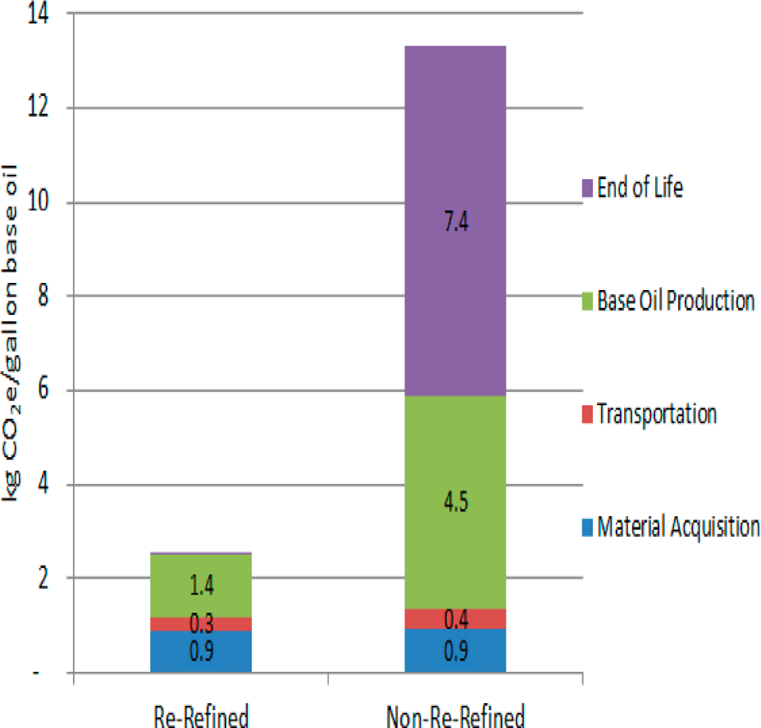 kg CO₂e/gallon base oil
14
12
10
8
6
4
2
-
7.4
4.5
0.4
0.9
1.4
0.3
0.9
Re-Refined
Non-Re-Refined
End of Life
Base Oil Production
Transportation
Material Acquisition